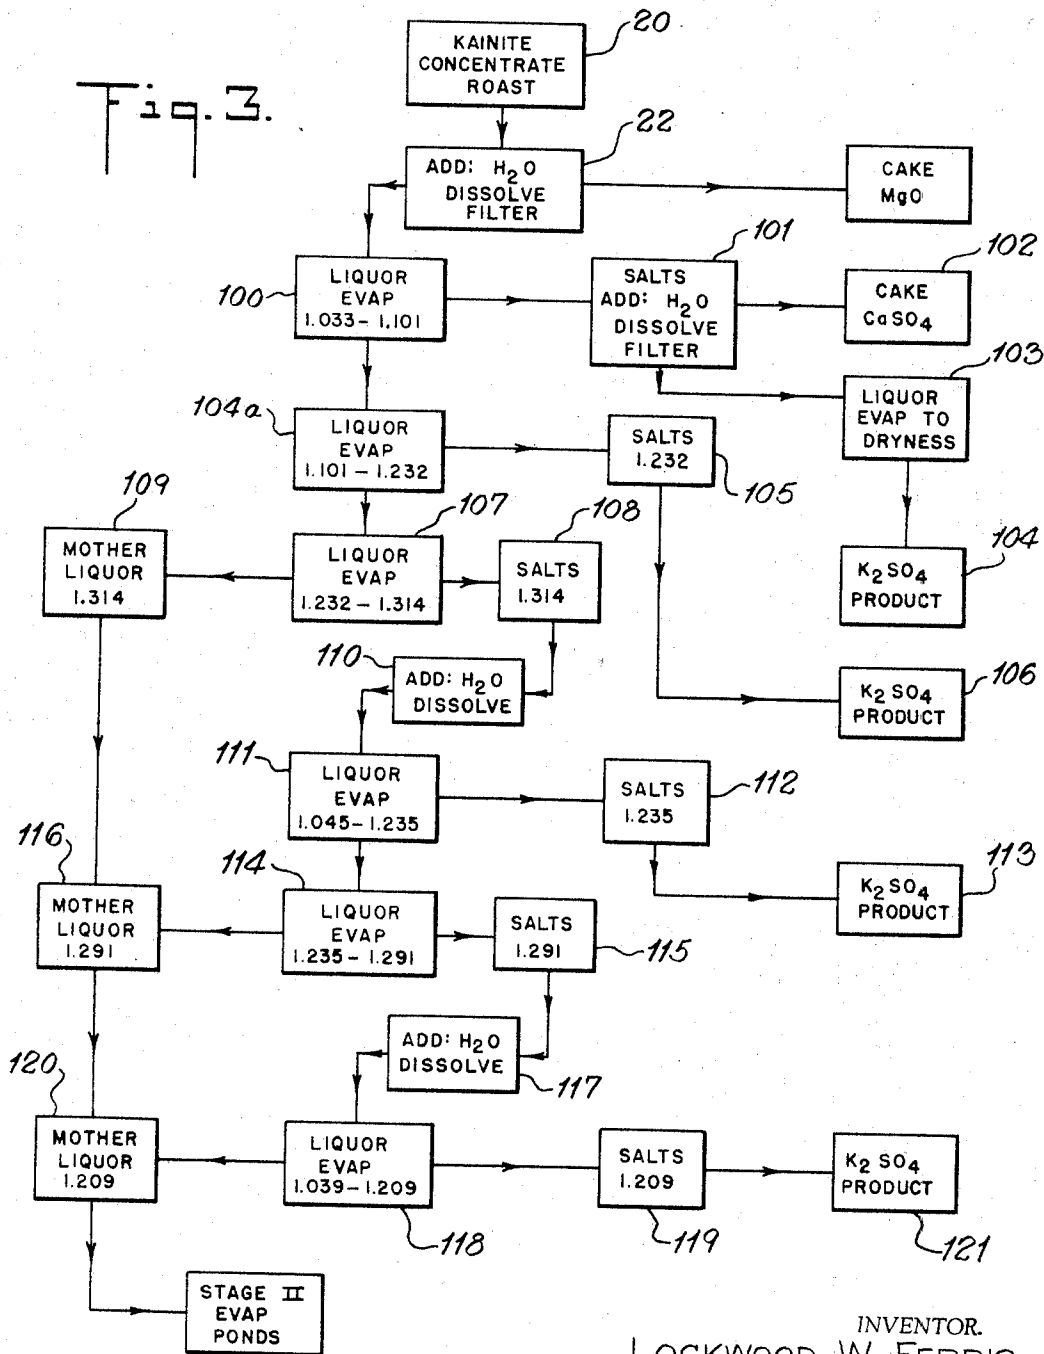 Fig. 3.
20
KAINITE
CONCENTRATE
ROAST
22
ADD: H2O
DISSOLVE
FILTER
CAKE
MgO
100
LIQUOR
EVAP
1.033 – 1.101
101
SALTS
ADD: H2O
DISSOLVE
FILTER
102
CAKE
CaSO4
103
LIQUOR
EVAP TO
DRYNESS
104a
LIQUOR
EVAP
1.101 – 1.232
SALTS
1.232
105
104
K2SO4
PRODUCT
109
MOTHER
LIQUOR
1.314
107
LIQUOR
EVAP
1.232 – 1.314
108
SALTS
1.314
110
ADD: H2O
DISSOLVE
106
K2SO4
PRODUCT
111
LIQUOR
EVAP
1.045 – 1.235
SALTS
1.235
112
113
K2SO4
PRODUCT
116
MOTHER
LIQUOR
1.291
114
LIQUOR
EVAP
1.235 – 1.291
SALTS
1.291
115
ADD: H2O
DISSOLVE
117
120
MOTHER
LIQUOR
1.209
LIQUOR
EVAP
1.039 – 1.209
118
SALTS
1.209
119
K2SO4
PRODUCT
121
STAGE II
EVAP
PONDS
INVENTOR.
LOCKWOOD W. FERRIS